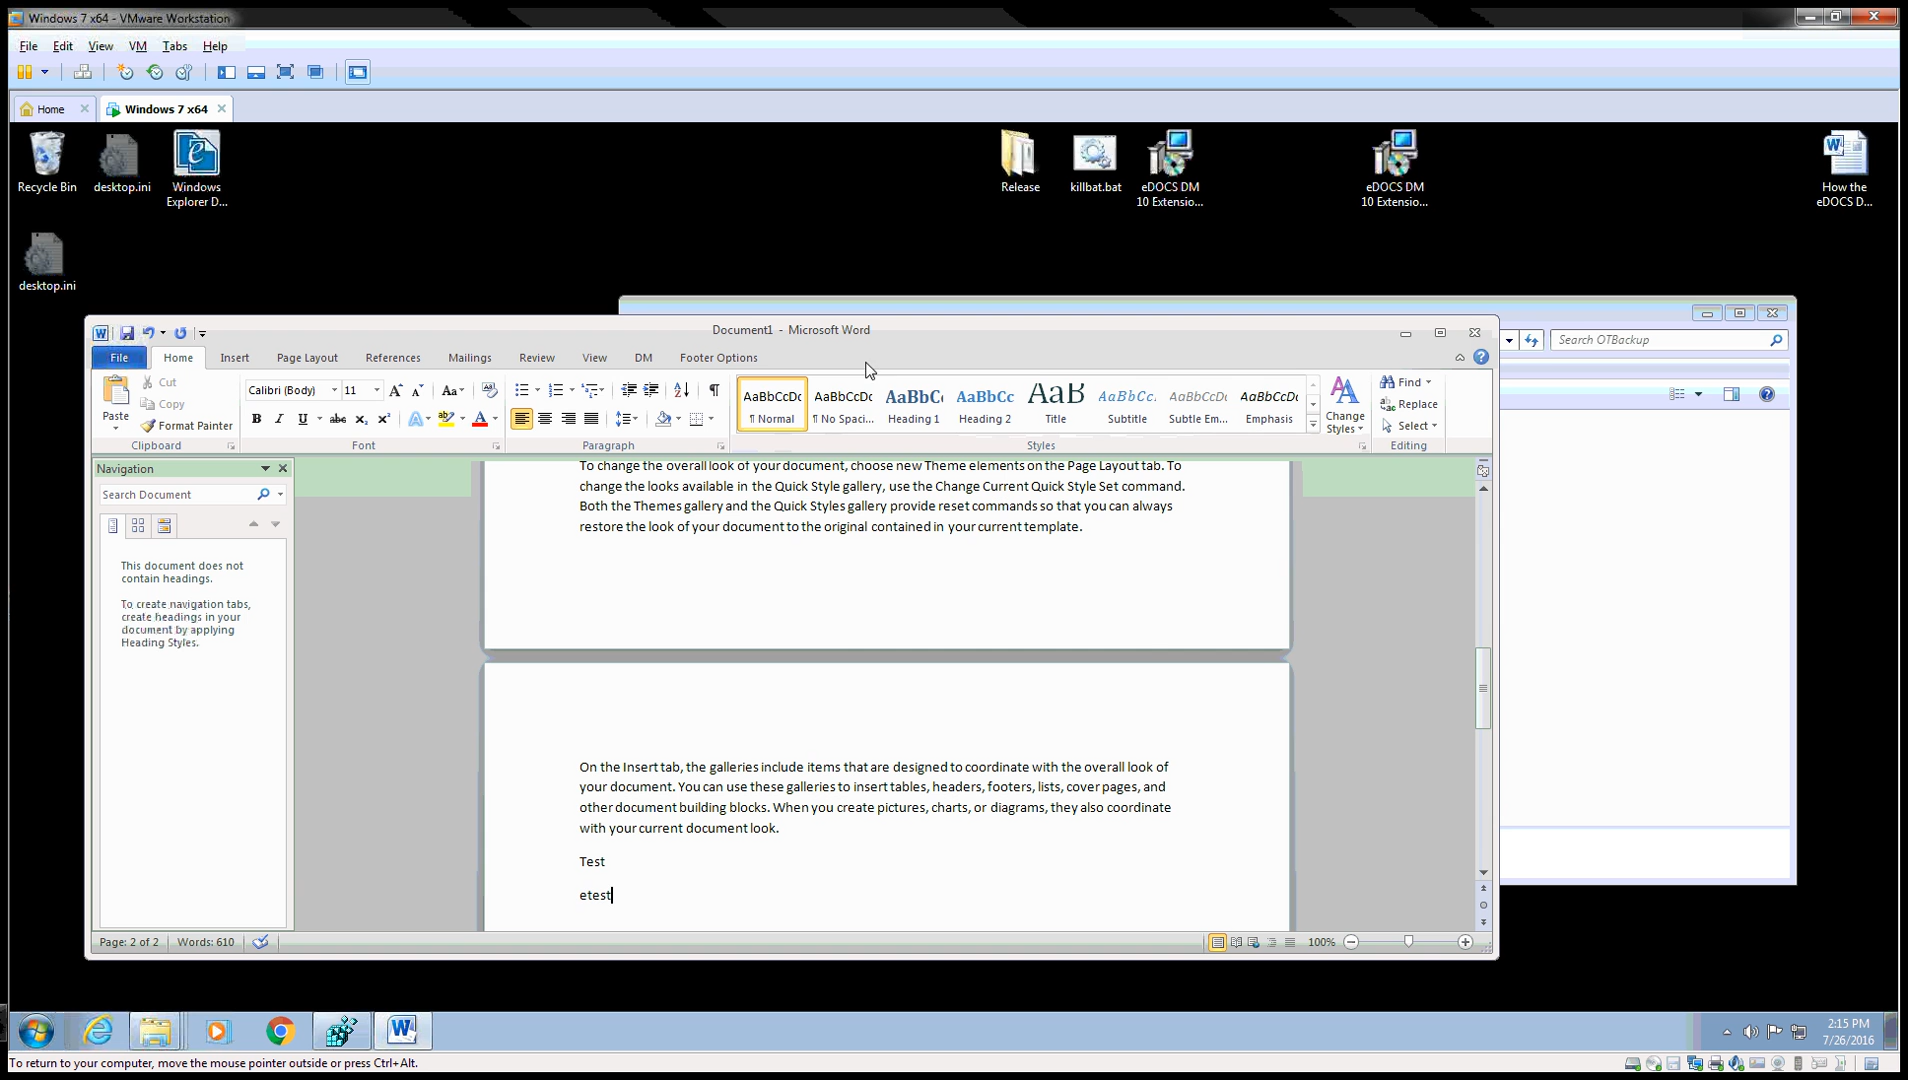 Windows 7 x64 - VMware Workstation
File Edit View VM Tabs Help
Home Windows 7 x64
Recycle Bin
desktop.ini
Windows
Explorer D...
Release
killbat.bat
eDOCS DM
10 Extensio...
eDOCS DM
10 Extensio...
How the
eDOCS D...
desktop.ini
Search OTBackup
Document1 - Microsoft Word
File Home Insert Page Layout References Mailings Review View DM Footer Options
Paste
Cut
Copy
Format Painter
Clipboard
Calibri (Body) 11
Font
Paragraph
AaBbCcDc AaBbCcDc AaBbC AaBbCc AaB AaBbCc. AaBbCcDc AaBbCcDc
¶ Normal ¶ No Spaci... Heading 1 Heading 2 Title Subtitle Subtle Em... Emphasis
Styles
Change
Styles
Find
Replace
Select
Editing
Navigation
Search Document
This document does not
contain headings.
To create navigation tabs,
create headings in your
document by applying
Heading Styles.
To change the overall look of your document, choose new Theme elements on the Page Layout tab. To
change the looks available in the Quick Style gallery, use the Change Current Quick Style Set command.
Both the Themes gallery and the Quick Styles gallery provide reset commands so that you can always
restore the look of your document to the original contained in your current template.
On the Insert tab, the galleries include items that are designed to coordinate with the overall look of
your document. You can use these galleries to insert tables, headers, footers, lists, cover pages, and
other document building blocks. When you create pictures, charts, or diagrams, they also coordinate
with your current document look.
Test
etest
Page: 2 of 2 Words: 610 100%
2:15 PM
7/26/2016
To return to your computer, move the mouse pointer outside or press Ctrl+Alt.